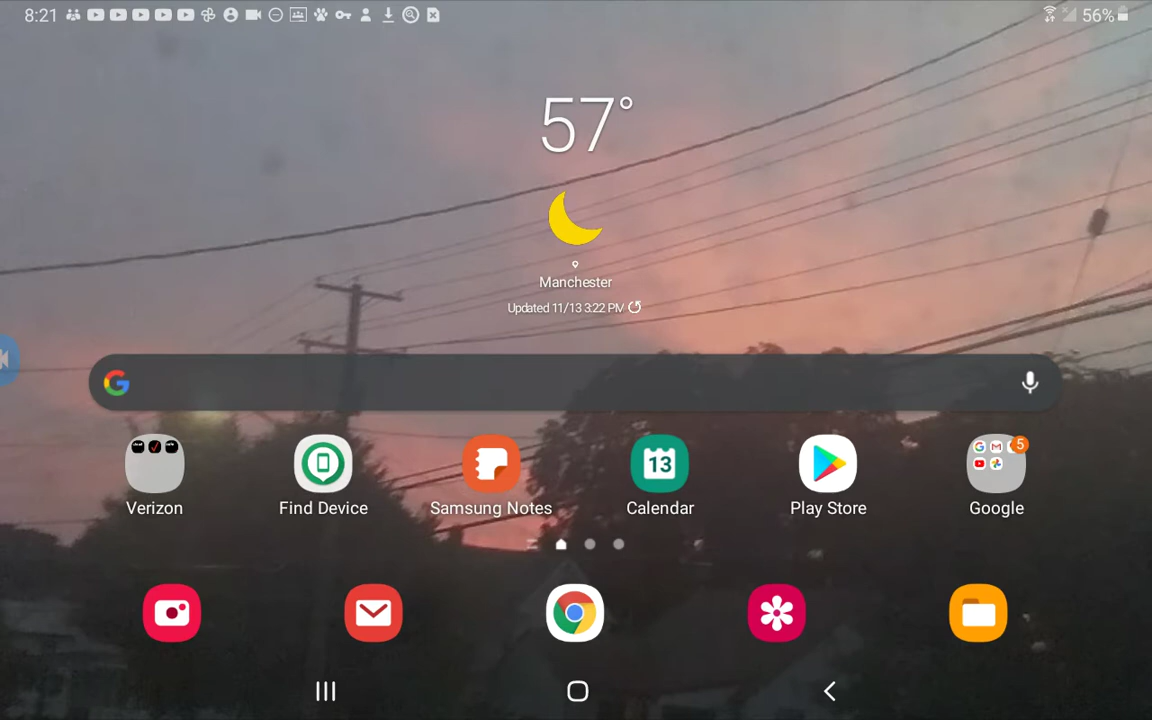 8:21
56%
57°
Manchester
Updated 11/13 3:22 PM
Verizon
Find Device
Samsung Notes
13
Calendar
Play Store
5
Google